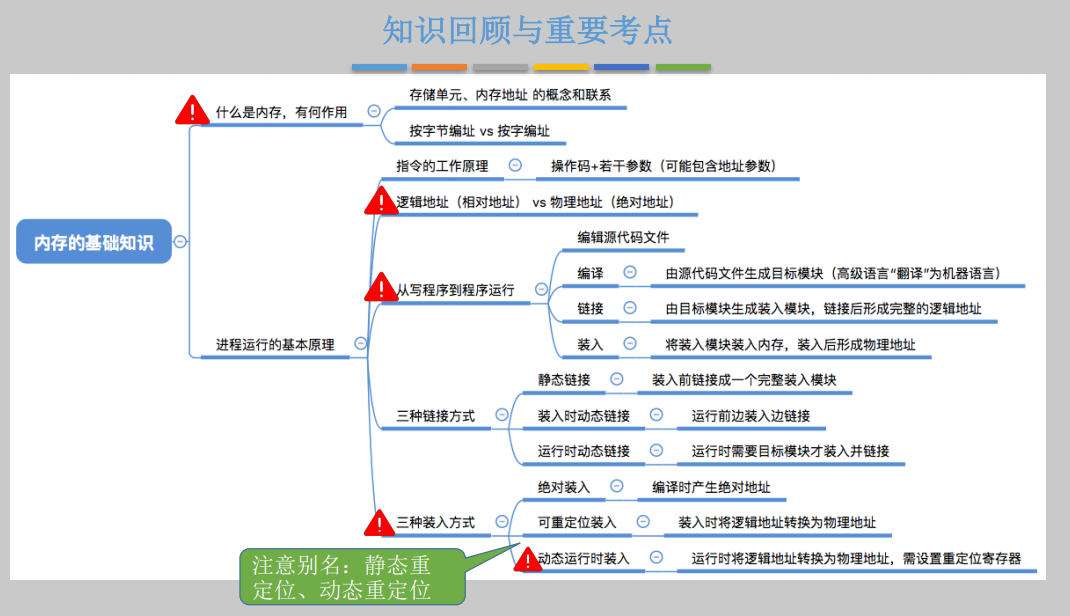 知识回顾与重要考点
内存的基础知识
什么是内存，有何作用
存储单元、内存地址 的概念和联系
按字节编址 vs 按字编址
进程运行的基本原理
指令的工作原理
操作码+若干参数（可能包含地址参数）
逻辑地址（相对地址） vs 物理地址（绝对地址）
从写程序到程序运行
编辑源代码文件
编译
由源代码文件生成目标模块（高级语言“翻译”为机器语言）
链接
由目标模块生成装入模块，链接后形成完整的逻辑地址
装入
将装入模块装入内存，装入后形成物理地址
三种链接方式
静态链接
装入前链接成一个完整装入模块
装入时动态链接
运行前边装入边链接
运行时动态链接
运行时需要目标模块才装入并链接
三种装入方式
绝对装入
编译时产生绝对地址
可重定位装入
装入时将逻辑地址转换为物理地址
动态运行时装入
运行时将逻辑地址转换为物理地址，需设置重定位寄存器
注意别名：静态重
定位、动态重定位